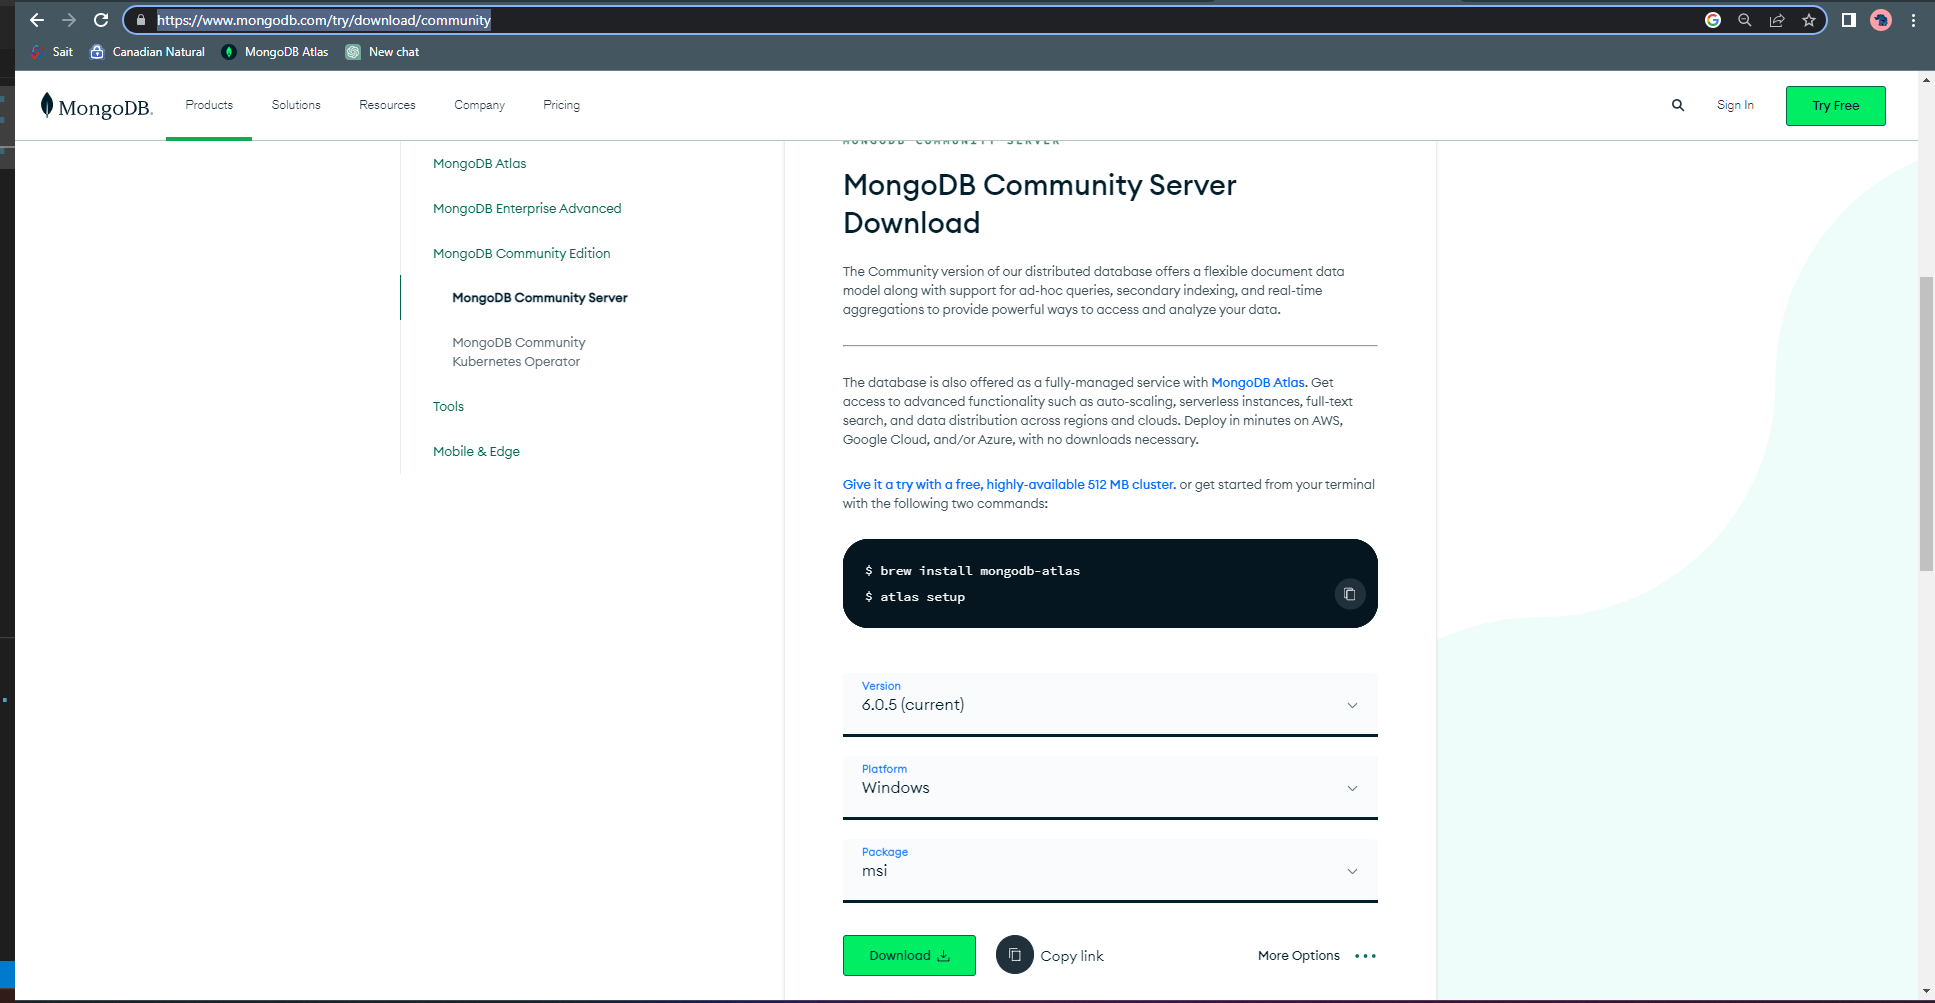 https://www.mongodb.com/try/download/community
Sait
Canadian Natural
MongoDB Atlas
New chat
MongoDB.
Products
Solutions
Resources
Company
Pricing
Sign In
Try Free
MongoDB Atlas
MongoDB Enterprise Advanced
MongoDB Community Edition
MongoDB Community Server
MongoDB Community
Kubernetes Operator
Tools
Mobile & Edge
MONGODB COMMUNITY SERVER
MongoDB Community Server
Download
The Community version of our distributed database offers a flexible document data
model along with support for ad-hoc queries, secondary indexing, and real-time
aggregations to provide powerful ways to access and analyze your data.
The database is also offered as a fully-managed service with MongoDB Atlas. Get
access to advanced functionality such as auto-scaling, serverless instances, full-text
search, and data distribution across regions and clouds. Deploy in minutes on AWS,
Google Cloud, and/or Azure, with no downloads necessary.
Give it a try with a free, highly-available 512 MB cluster. or get started from your terminal
with the following two commands:
$ brew install mongodb-atlas
$ atlas setup
Version
6.0.5 (current)
Platform
Windows
Package
msi
Download
Copy link
More Options